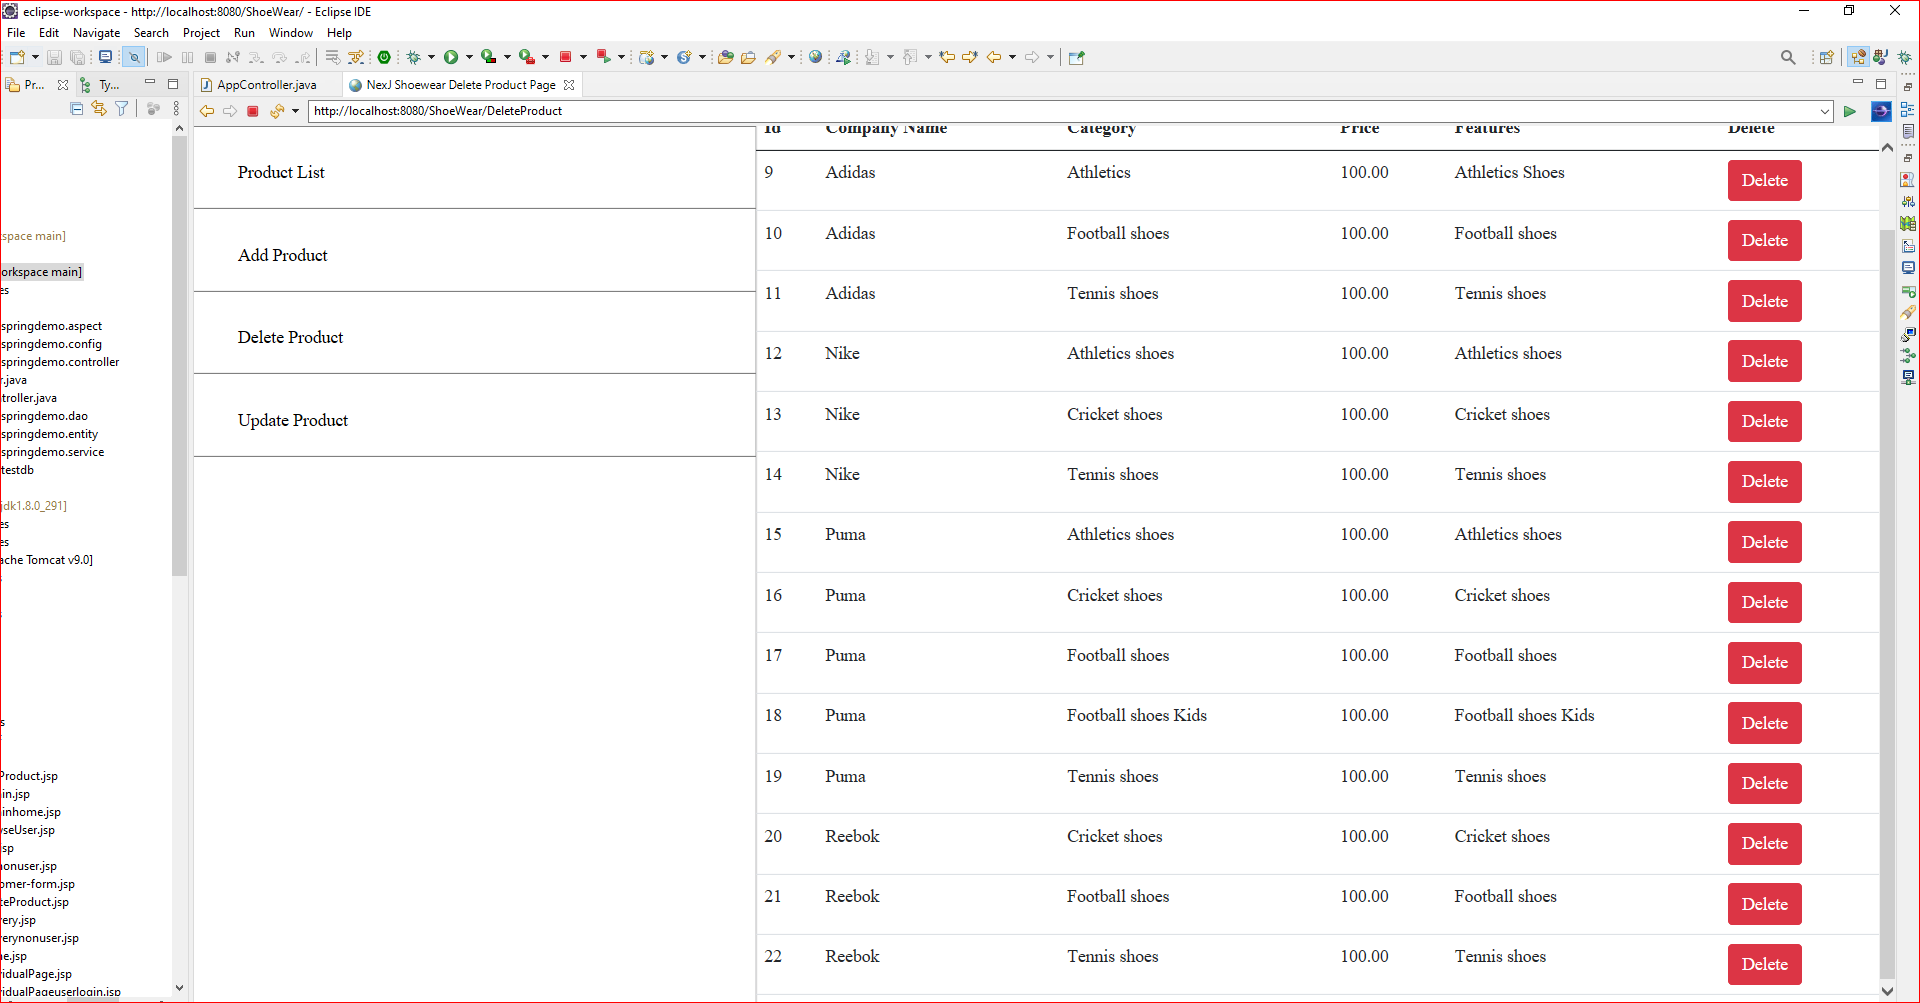 eclipse-workspace - http://localhost:8080/ShoeWear/ - Eclipse IDE
File Edit Navigate Search Project Run Window Help
Pr... Ty... AppController.java NexJ Shoewear Delete Product Page
http://localhost:8080/ShoeWear/DeleteProduct
Id Company Name Category Price Features Delete
Product List
Add Product
Delete Product
Update Product
9 Adidas Athletics 100.00 Athletics Shoes Delete
10 Adidas Football shoes 100.00 Football shoes Delete
11 Adidas Tennis shoes 100.00 Tennis shoes Delete
12 Nike Athletics shoes 100.00 Athletics shoes Delete
13 Nike Cricket shoes 100.00 Cricket shoes Delete
14 Nike Tennis shoes 100.00 Tennis shoes Delete
15 Puma Athletics shoes 100.00 Athletics shoes Delete
16 Puma Cricket shoes 100.00 Cricket shoes Delete
17 Puma Football shoes 100.00 Football shoes Delete
18 Puma Football shoes Kids 100.00 Football shoes Kids Delete
19 Puma Tennis shoes 100.00 Tennis shoes Delete
20 Reebok Cricket shoes 100.00 Cricket shoes Delete
21 Reebok Football shoes 100.00 Football shoes Delete
22 Reebok Tennis shoes 100.00 Tennis shoes Delete
space main]
orkspace main]
es
springdemo.aspect
springdemo.config
springdemo.controller
r.java
troller.java
springdemo.dao
springdemo.entity
springdemo.service
testdb
jdk1.8.0_291]
es
es
ache Tomcat v9.0]
s
Product.jsp
in.jsp
inhome.jsp
vseUser.jsp
sp
nonuser.jsp
omer-form.jsp
teProduct.jsp
very.jsp
verynonuser.jsp
ne.jsp
vidualPage.jsp
vidualPageuserlogin.jsp